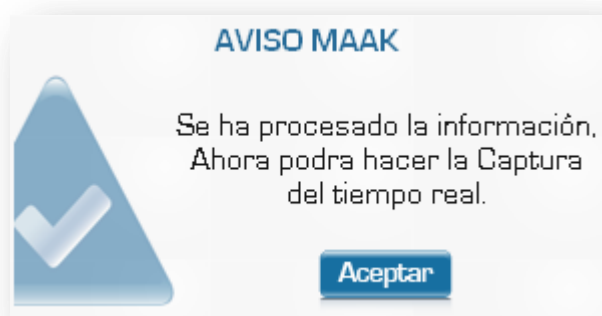 AVISO MAAK
Se ha procesado la información,
Ahora podra hacer la Captura
del tiempo real.
Aceptar